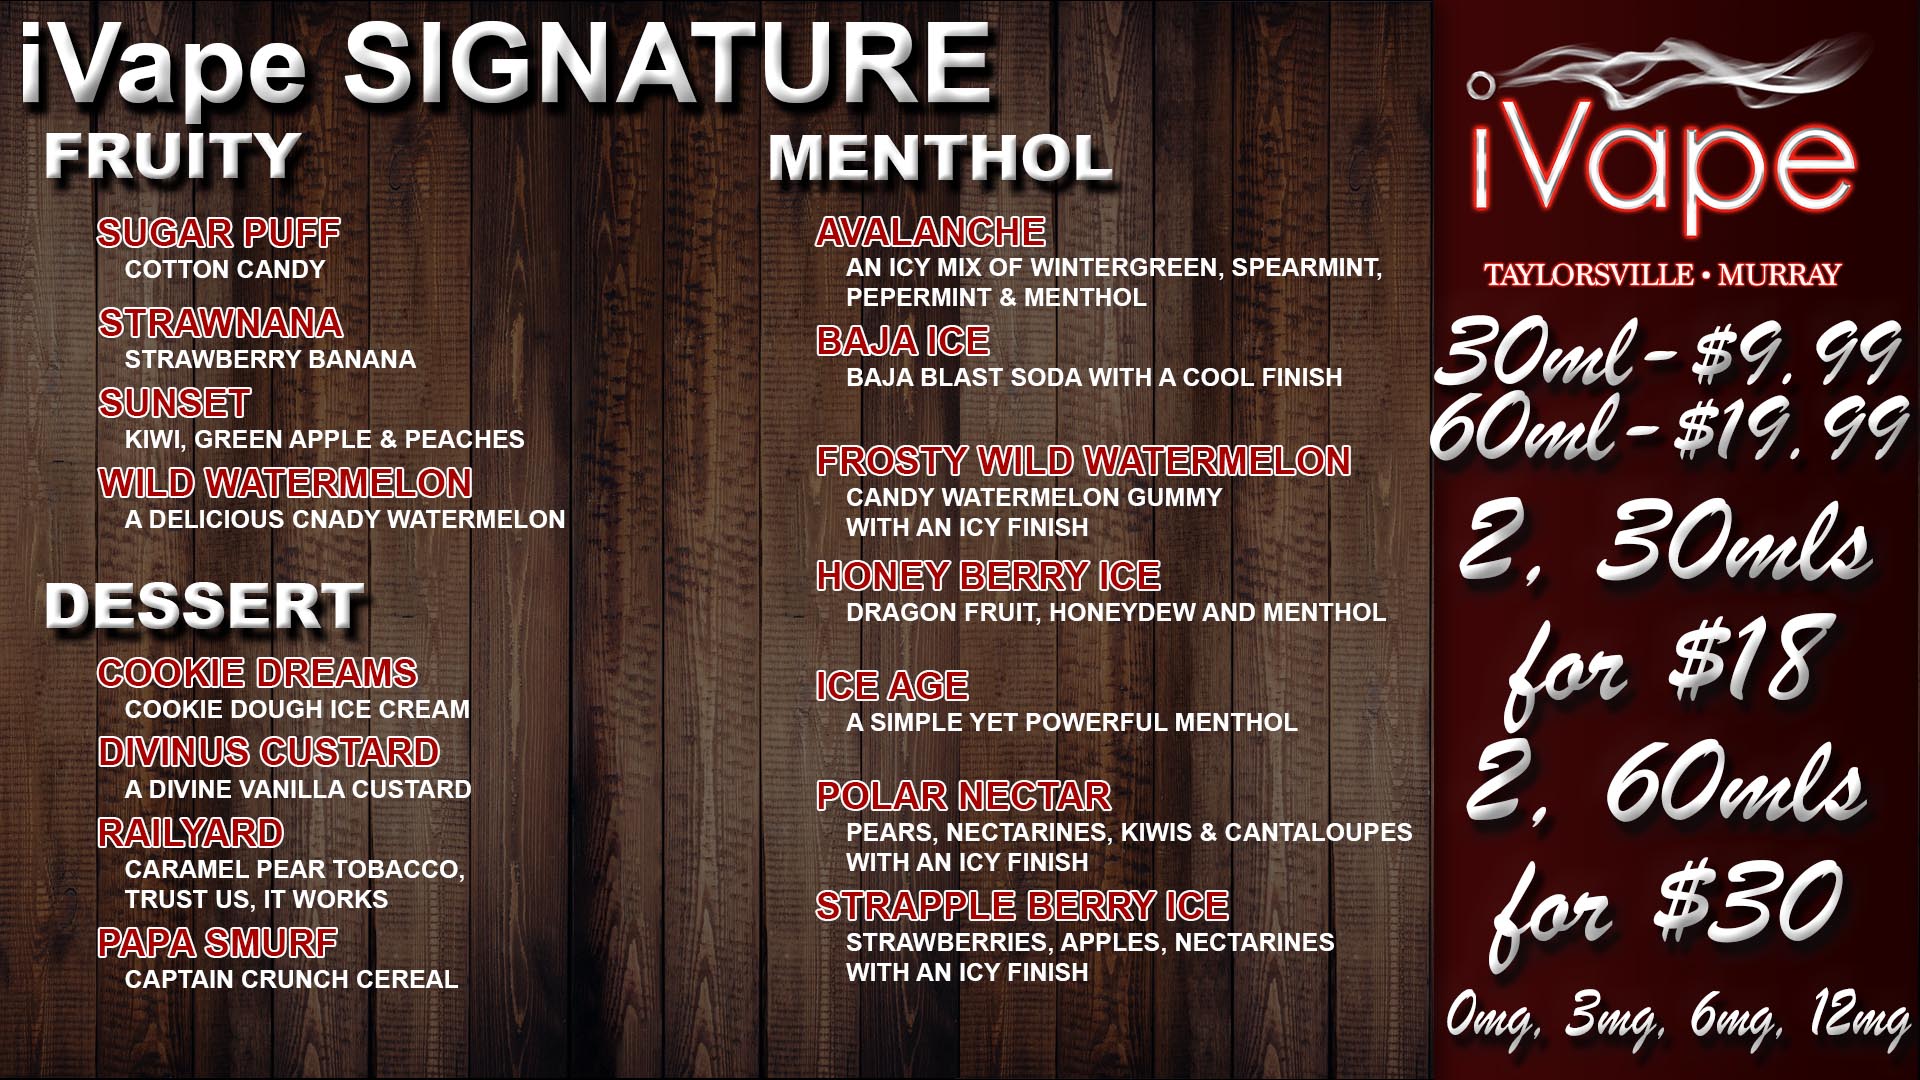 iVape SIGNATURE
FRUITY
SUGAR PUFF
COTTON CANDY
STRAWNANA
STRAWBERRY BANANA
SUNSET
KIWI, GREEN APPLE & PEACHES
WILD WATERMELON
A DELICIOUS CNADY WATERMELON
DESSERT
COOKIE DREAMS
COOKIE DOUGH ICE CREAM
DIVINUS CUSTARD
A DIVINE VANILLA CUSTARD
RAILYARD
CARAMEL PEAR TOBACCO,
TRUST US, IT WORKS
PAPA SMURF
CAPTAIN CRUNCH CEREAL
MENTHOL
AVALANCHE
AN ICY MIX OF WINTERGREEN, SPEARMINT,
PEPERMINT & MENTHOL
BAJA ICE
BAJA BLAST SODA WITH A COOL FINISH
FROSTY WILD WATERMELON
CANDY WATERMELON GUMMY
WITH AN ICY FINISH
HONEY BERRY ICE
DRAGON FRUIT, HONEYDEW AND MENTHOL
ICE AGE
A SIMPLE YET POWERFUL MENTHOL
POLAR NECTAR
PEARS, NECTARINES, KIWIS & CANTALOUPES
WITH AN ICY FINISH
STRAPPLE BERRY ICE
STRAWBERRIES, APPLES, NECTARINES
WITH AN ICY FINISH
iVape
TAYLORSVILLE • MURRAY
30ml - $9.99
60ml - $19.99
2, 30mls
for $18
2, 60mls
for $30
0mg, 3mg, 6mg, 12mg